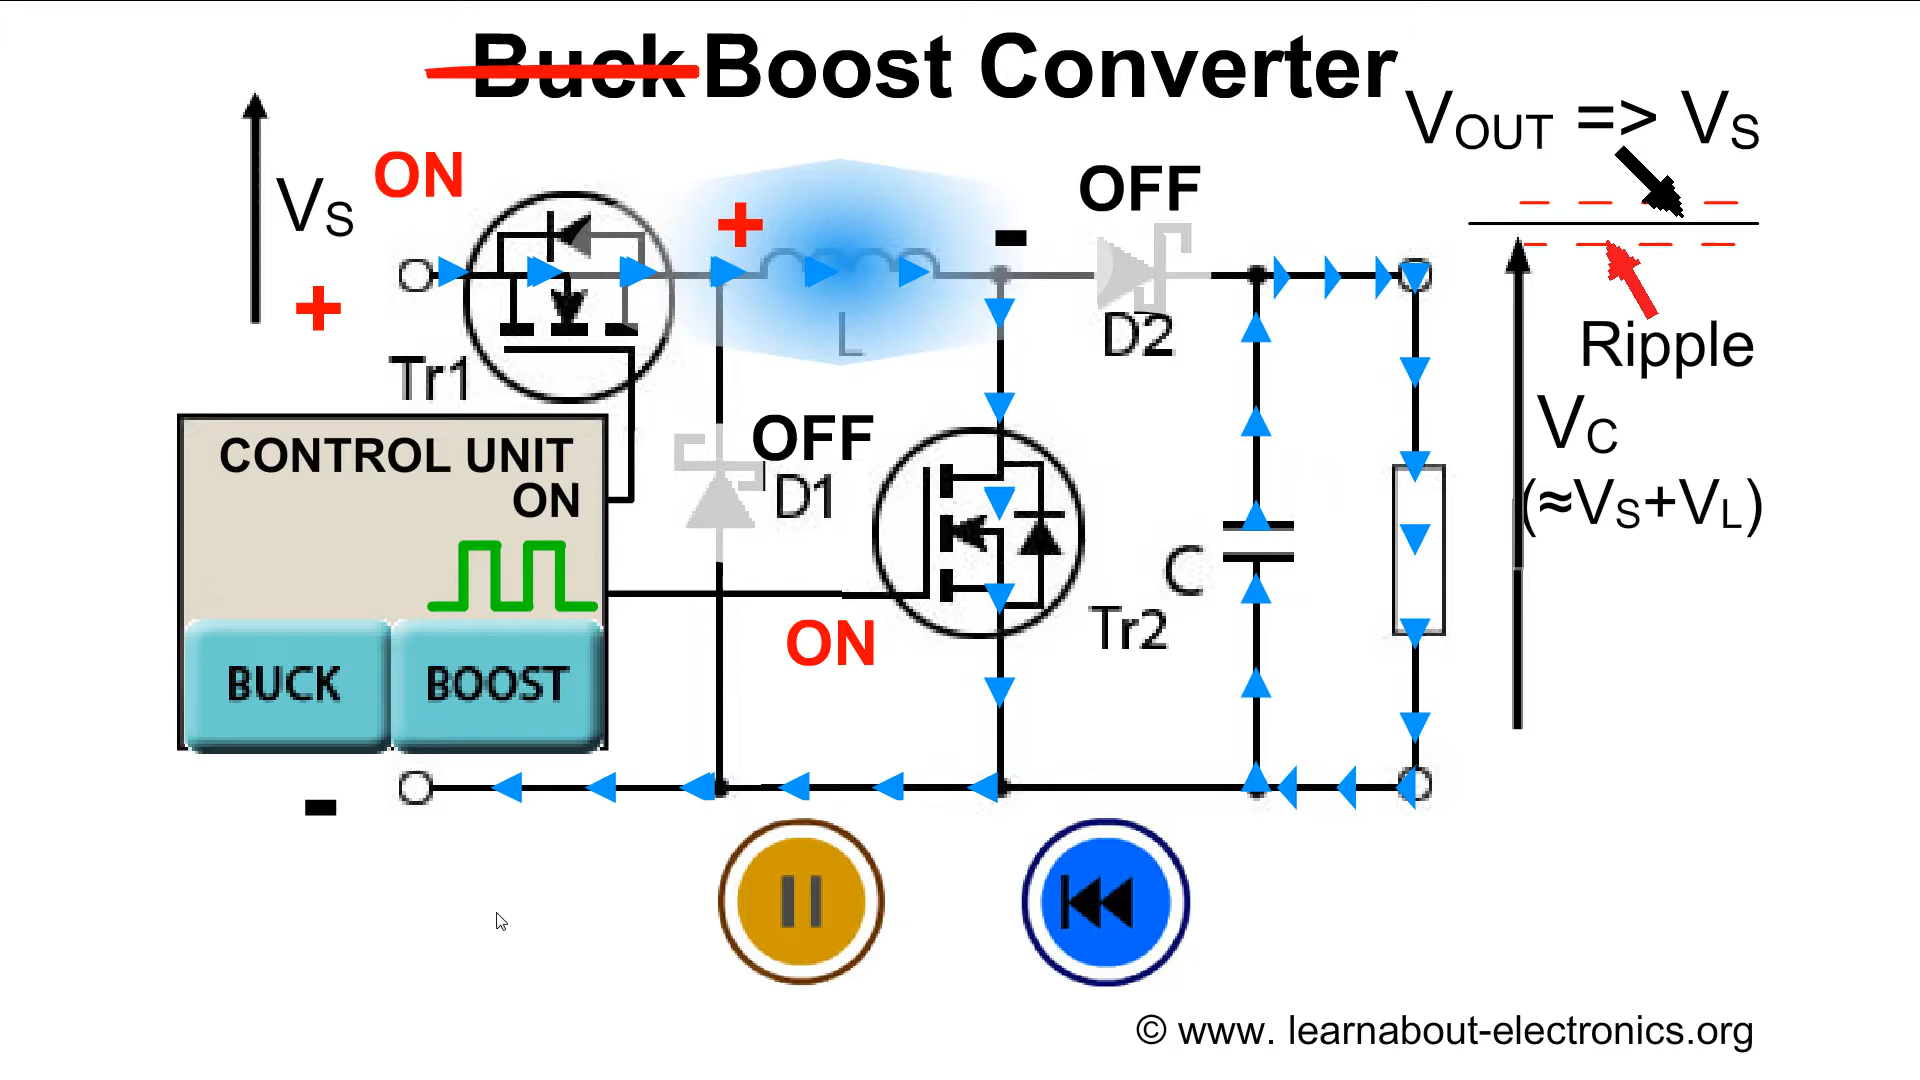 Buck Boost Converter
VOUT => VS
VS
ON
+
+
-
OFF
L
D2
Ripple
Tr1
VC
(≈VS+VL)
CONTROL UNIT
ON
OFF
D1
C
Tr2
ON
BUCK
BOOST
-
© www. learnabout-electronics.org